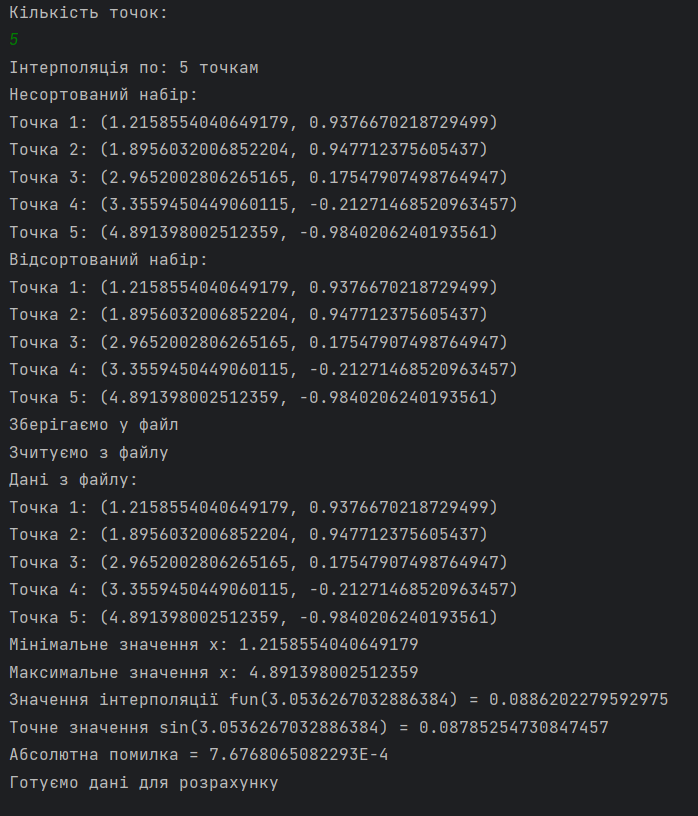 Кількість точок:
5
Інтерполяція по: 5 точкам
Несортований набір:
Точка 1: (1.2158554040649179, 0.9376670218729499)
Точка 2: (1.8956032006852204, 0.947712375605437)
Точка 3: (2.9652002806265165, 0.17547907498764947)
Точка 4: (3.3559450449060115, -0.21271468520963457)
Точка 5: (4.891398002512359, -0.9840206240193561)
Відсортований набір:
Точка 1: (1.2158554040649179, 0.9376670218729499)
Точка 2: (1.8956032006852204, 0.947712375605437)
Точка 3: (2.9652002806265165, 0.17547907498764947)
Точка 4: (3.3559450449060115, -0.21271468520963457)
Точка 5: (4.891398002512359, -0.9840206240193561)
Зберігаємо у файл
Зчитуємо з файлу
Дані з файлу:
Точка 1: (1.2158554040649179, 0.9376670218729499)
Точка 2: (1.8956032006852204, 0.947712375605437)
Точка 3: (2.9652002806265165, 0.17547907498764947)
Точка 4: (3.3559450449060115, -0.21271468520963457)
Точка 5: (4.891398002512359, -0.9840206240193561)
Мінімальне значення x: 1.2158554040649179
Максимальне значення x: 4.891398002512359
Значення інтерполяції fun(3.0536267032886384) = 0.0886202279592975
Точне значення sin(3.0536267032886384) = 0.08785254730847457
Абсолютна помилка = 7.6768065082293E-4
Готуємо дані для розрахунку